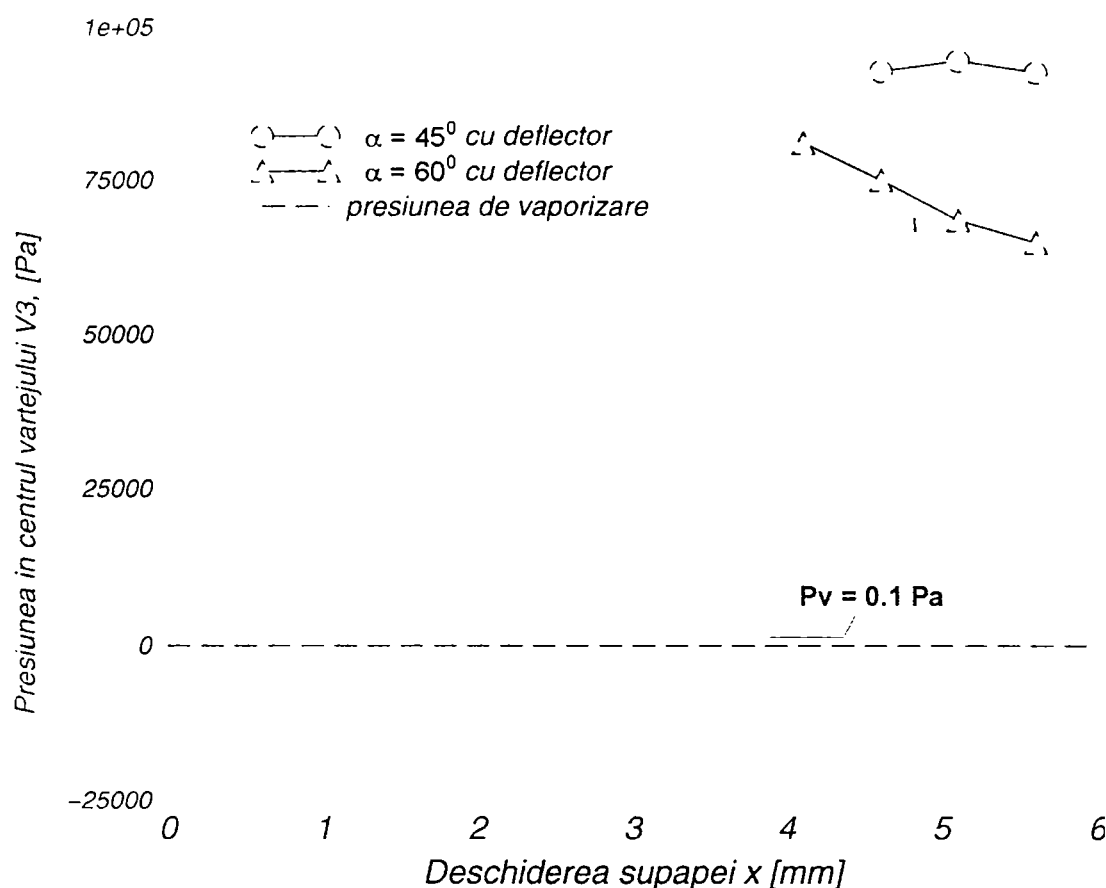 1e+05
α = 45⁰ cu deflector
α = 60⁰ cu deflector
presiunea de vaporizare
75000
50000
25000
0
−25000
Presiunea in centrul vartejului V3, [Pa]
Pv = 0.1 Pa
0 1 2 3 4 5 6
Deschiderea supapei x [mm]